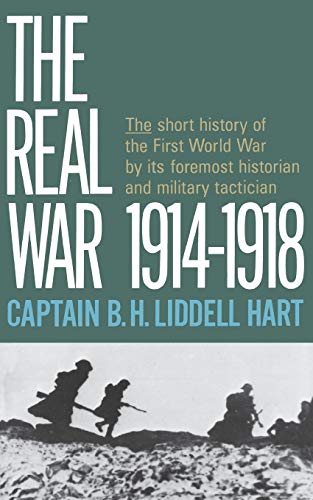 THE
REAL
WAR 1914-1918
The short history of
the First World War
by its foremost historian
and military tactician
CAPTAIN B.H. LIDDELL HART